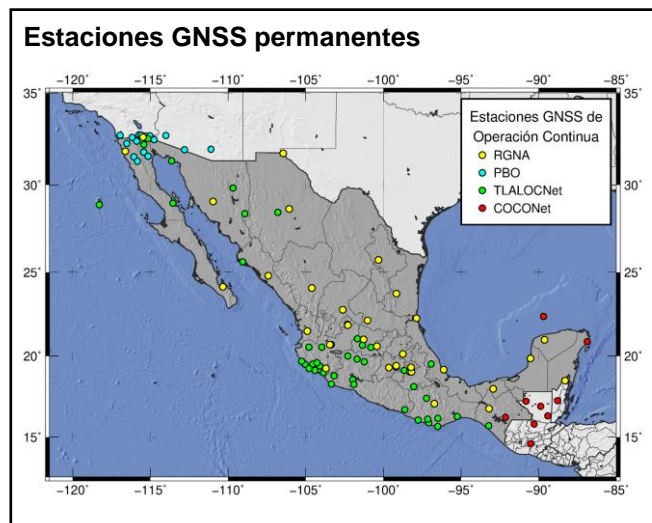 Estaciones GNSS permanentes
−120˚ −115˚ −110˚ −105˚ −100˚ −95˚ −90˚ −85˚
35˚ 35˚
Estaciones GNSS de
Operación Continua
RGNA
PBO
TLALOCNet
COCONet
30˚ 30˚
25˚ 25˚
20˚ 20˚
15˚ 15˚
−120˚ −115˚ −110˚ −105˚ −100˚ −95˚ −90˚ −85˚